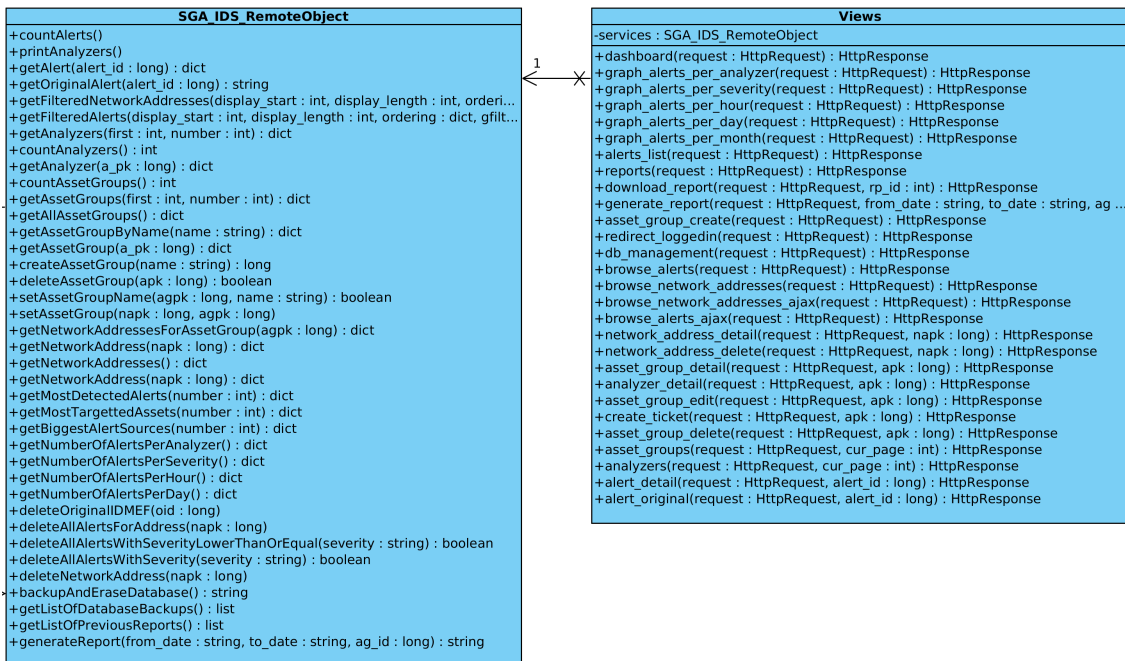 SGA_IDS_RemoteObject
+countAlerts()
+printAnalyzers()
+getAlert(alert_id : long) : dict
+getOriginalAlert(alert_id : long) : string
+getFilteredNetworkAddresses(display_start : int, display_length : int, orderi...
+getFilteredAlerts(display_start : int, display_length : int, ordering : dict, gfilt...
+getAnalyzers(first : int, number : int) : dict
+countAnalyzers() : int
+getAnalyzer(a_pk : long) : dict
+countAssetGroups() : int
+getAssetGroups(first : int, number : int) : dict
+getAllAssetGroups() : dict
+getAssetGroupByName(name : string) : dict
+getAssetGroup(a_pk : long) : dict
+createAssetGroup(name : string) : long
+deleteAssetGroup(apk : long) : boolean
+setAssetGroupName(agpk : long, name : string) : boolean
+setAssetGroup(napk : long, agpk : long)
+getNetworkAddressesForAssetGroup(agpk : long) : dict
+getNetworkAddress(napk : long) : dict
+getNetworkAddresses() : dict
+getNetworkAddress(napk : long) : dict
+getMostDetectedAlerts(number : int) : dict
+getMostTargettedAssets(number : int) : dict
+getBiggestAlertSources(number : int) : dict
+getNumberOfAlertsPerAnalyzer() : dict
+getNumberOfAlertsPerSeverity() : dict
+getNumberOfAlertsPerHour() : dict
+getNumberOfAlertsPerDay() : dict
+deleteOriginalIDMEF(oid : long)
+deleteAllAlertsForAddress(napk : long)
+deleteAllAlertsWithSeverityLowerThanOrEqual(severity : string) : boolean
+deleteAllAlertsWithSeverity(severity : string) : boolean
+deleteNetworkAddress(napk : long)
+backupAndEraseDatabase() : string
+getListOfDatabaseBackups() : list
+getListOfPreviousReports() : list
+generateReport(from_date : string, to_date : string, ag_id : long) : string
1
Views
-services : SGA_IDS_RemoteObject
+dashboard(request : HttpRequest) : HttpResponse
+graph_alerts_per_analyzer(request : HttpRequest) : HttpResponse
+graph_alerts_per_severity(request : HttpRequest) : HttpResponse
+graph_alerts_per_hour(request : HttpRequest) : HttpResponse
+graph_alerts_per_day(request : HttpRequest) : HttpResponse
+graph_alerts_per_month(request : HttpRequest) : HttpResponse
+alerts_list(request : HttpRequest) : HttpResponse
+reports(request : HttpRequest) : HttpResponse
+download_report(request : HttpRequest, rp_id : int) : HttpResponse
+generate_report(request : HttpRequest, from_date : string, to_date : string, ag ...
+asset_group_create(request : HttpRequest) : HttpResponse
+redirect_loggedin(request : HttpRequest) : HttpResponse
+db_management(request : HttpRequest) : HttpResponse
+browse_alerts(request : HttpRequest) : HttpResponse
+browse_network_addresses(request : HttpRequest) : HttpResponse
+browse_network_addresses_ajax(request : HttpRequest) : HttpResponse
+browse_alerts_ajax(request : HttpRequest) : HttpResponse
+network_address_detail(request : HttpRequest, napk : long) : HttpResponse
+network_address_delete(request : HttpRequest, napk : long) : HttpResponse
+asset_group_detail(request : HttpRequest, apk : long) : HttpResponse
+analyzer_detail(request : HttpRequest, apk : long) : HttpResponse
+asset_group_edit(request : HttpRequest, apk : long) : HttpResponse
+create_ticket(request : HttpRequest, apk : long) : HttpResponse
+asset_group_delete(request : HttpRequest, apk : long) : HttpResponse
+asset_groups(request : HttpRequest, cur_page : int) : HttpResponse
+analyzers(request : HttpRequest, cur_page : int) : HttpResponse
+alert_detail(request : HttpRequest, alert_id : long) : HttpResponse
+alert_original(request : HttpRequest, alert_id : long) : HttpResponse